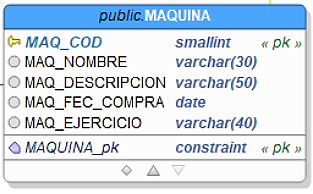 public.MAQUINA
MAQ_COD smallint « pk »
MAQ_NOMBRE varchar(30)
MAQ_DESCRIPCION varchar(50)
MAQ_FEC_COMPRA date
MAQ_EJERCICIO varchar(40)
MAQUINA_pk constraint « pk »